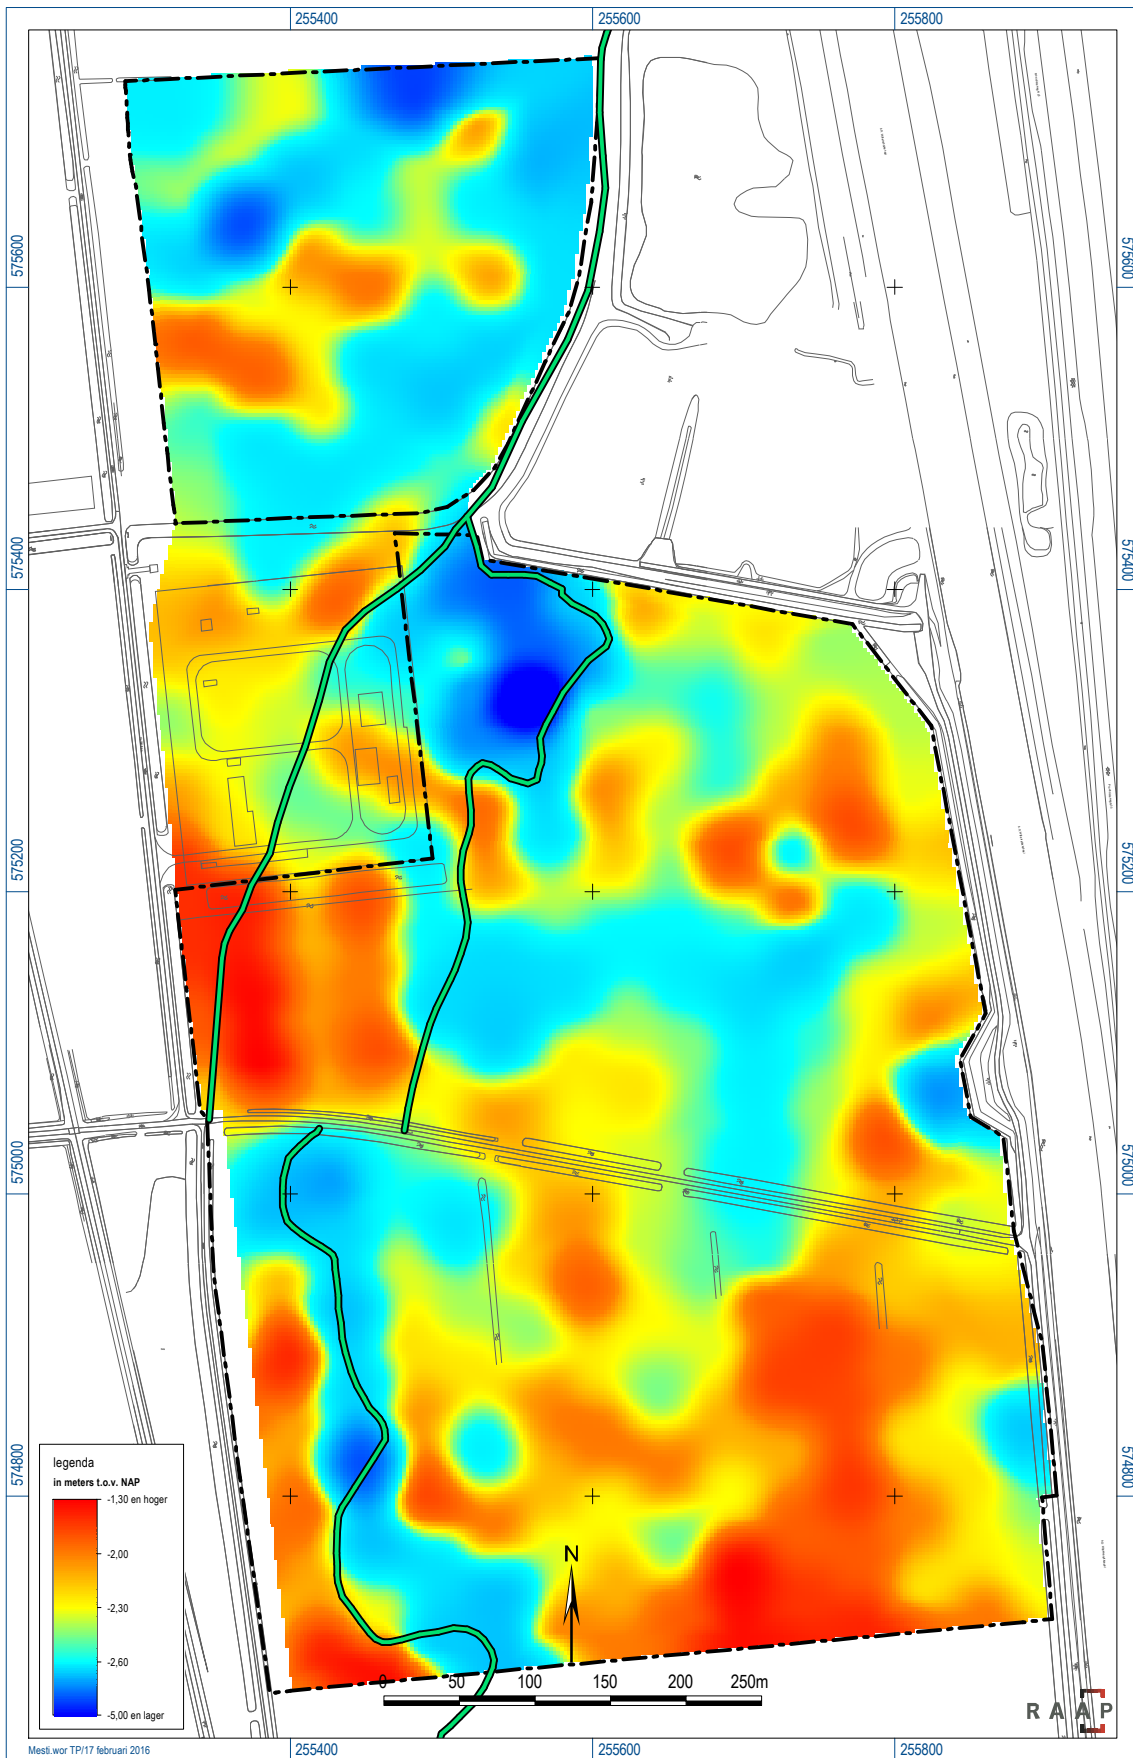 255400 255600 255800
575600 575600
575400 575400
575200 575200
575000 575000
574800 574800
legenda
in meters t.o.v. NAP
-1,30 en hoger
-2,00
-2,30
-2,60
-5,00 en lager
N
0 50 100 150 200 250m
RAAP
Mesti.wor TP/17 februari 2016
255400 255600 255800